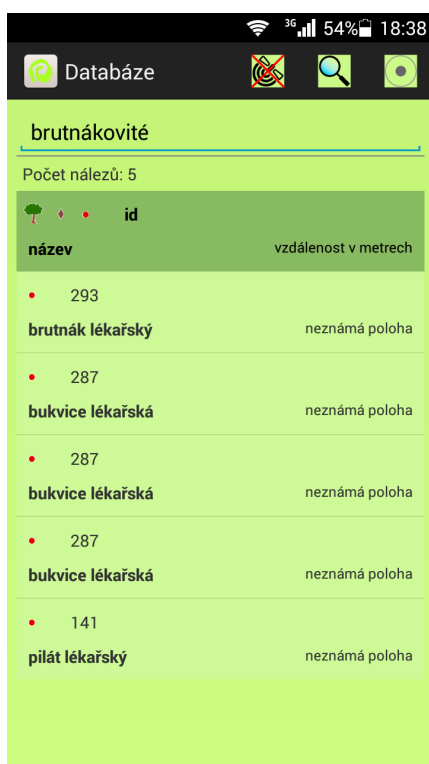 3G 54% 18:38
Databáze
brutnákovité
Počet nálezů: 5
id
název vzdálenost v metrech
293
brutnák lékařský neznámá poloha
287
bukvice lékařská neznámá poloha
287
bukvice lékařská neznámá poloha
287
bukvice lékařská neznámá poloha
141
pilát lékařský neznámá poloha